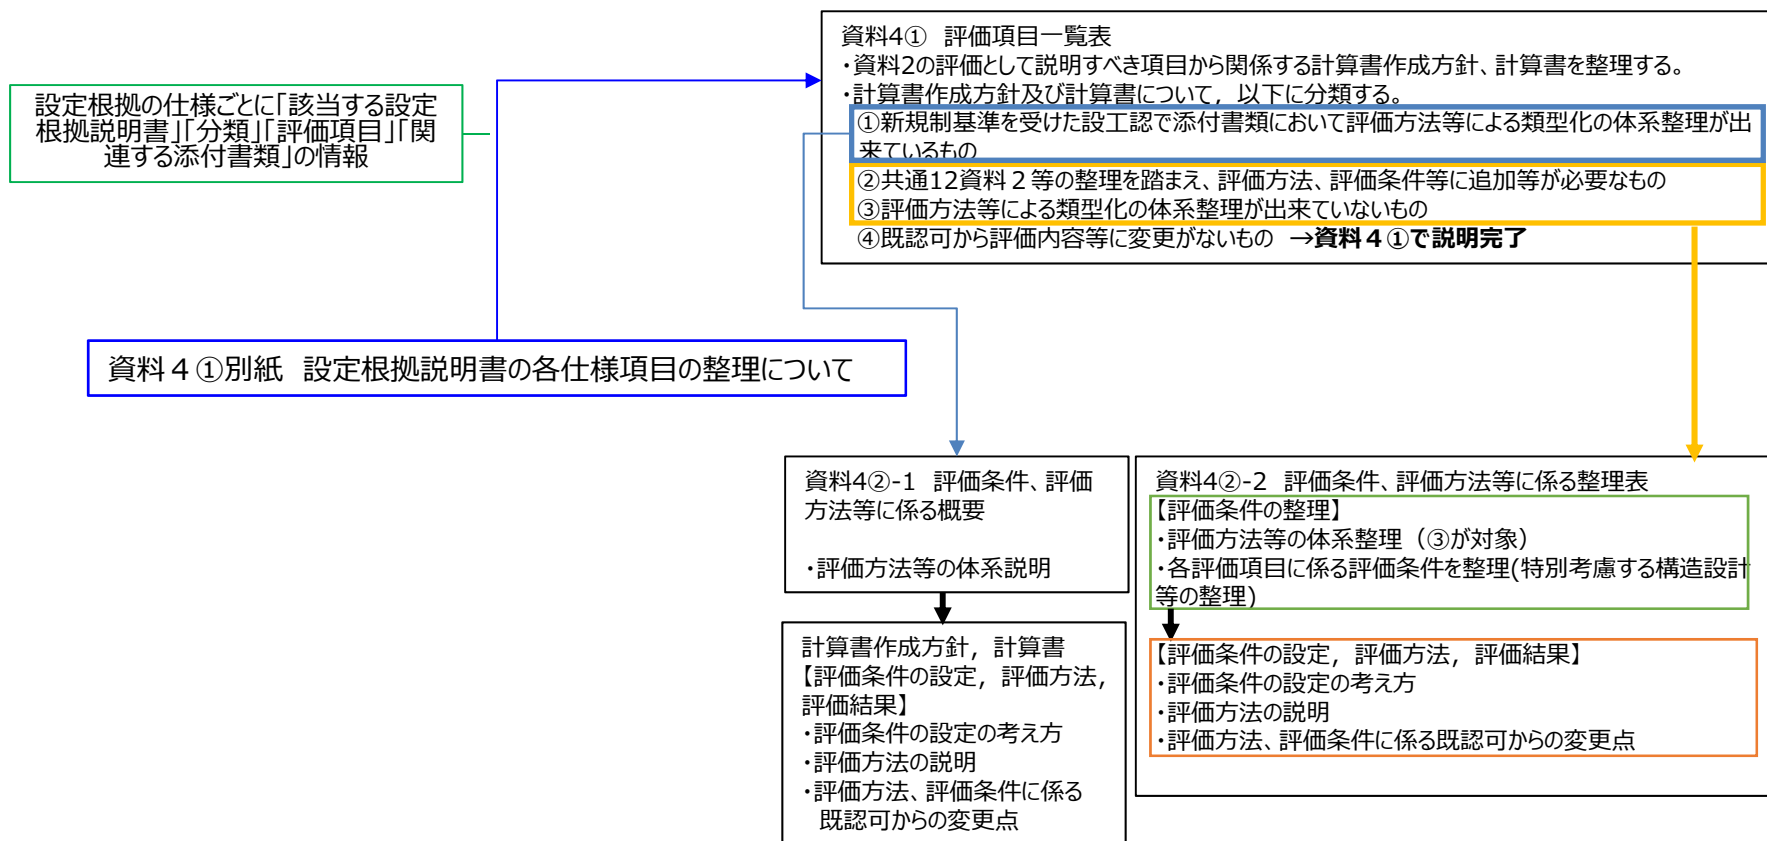 資料4① 評価項目一覧表
・資料2の評価として説明すべき項目から関係する計算書作成方針、計算書を整理する。
・計算書作成方針及び計算書について，以下に分類する。
①新規制基準を受けた設工認で添付書類において評価方法等による類型化の体系整理が出
来ているもの
②共通12資料２等の整理を踏まえ、評価方法、評価条件等に追加等が必要なもの
③評価方法等による類型化の体系整理が出来ていないもの
④既認可から評価内容等に変更がないもの →資料４①で説明完了
設定根拠の仕様ごとに「該当する設定
根拠説明書」「分類」「評価項目」「関
連する添付書類」の情報
資料４①別紙 設定根拠説明書の各仕様項目の整理について
資料4②-1 評価条件、評価
方法等に係る概要
・評価方法等の体系説明
計算書作成方針，計算書
【評価条件の設定，評価方法，
評価結果】
・評価条件の設定の考え方
・評価方法の説明
・評価方法、評価条件に係る
既認可からの変更点
資料4②-2 評価条件、評価方法等に係る整理表
【評価条件の整理】
・評価方法等の体系整理（③が対象）
・各評価項目に係る評価条件を整理(特別考慮する構造設計
等の整理)
【評価条件の設定，評価方法，評価結果】
・評価条件の設定の考え方
・評価方法の説明
・評価方法、評価条件に係る既認可からの変更点